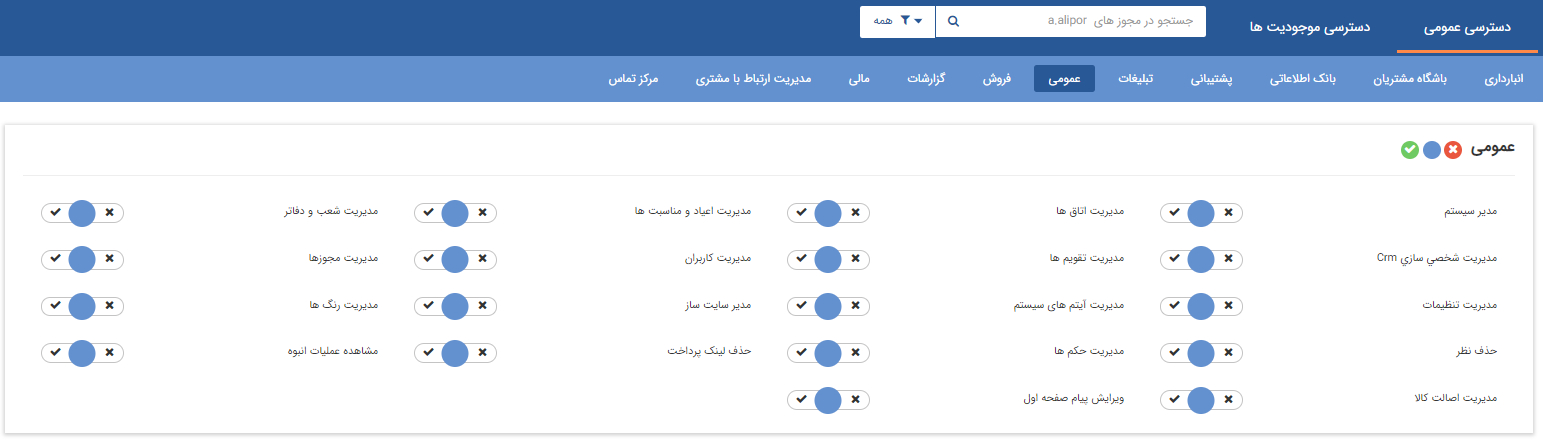 دسترسی عمومی
دسترسی موجودیت ها
جستجو در مجوز های a.alipor
همه
انبارداری
باشگاه مشتریان
بانک اطلاعاتی
پشتیبانی
تبلیغات
عمومی
فروش
گزارشات
مالی
مدیریت ارتباط با مشتری
مرکز تماس
عمومی
مدیر سیستم
مدیریت اتاق ها
مدیریت اعیاد و مناسبت ها
مدیریت شعب و دفاتر
مدیریت شخصي سازي Crm
مدیریت تقویم ها
مدیریت کاربران
مدیریت مجوزها
مدیریت تنظیمات
مدیریت آیتم های سیستم
مدیر سایت ساز
مدیریت رنگ ها
حذف نظر
مدیریت حکم ها
حذف لینک پرداخت
مشاهده عملیات انبوه
مدیریت اصالت کالا
ویرایش پیام صفحه اول